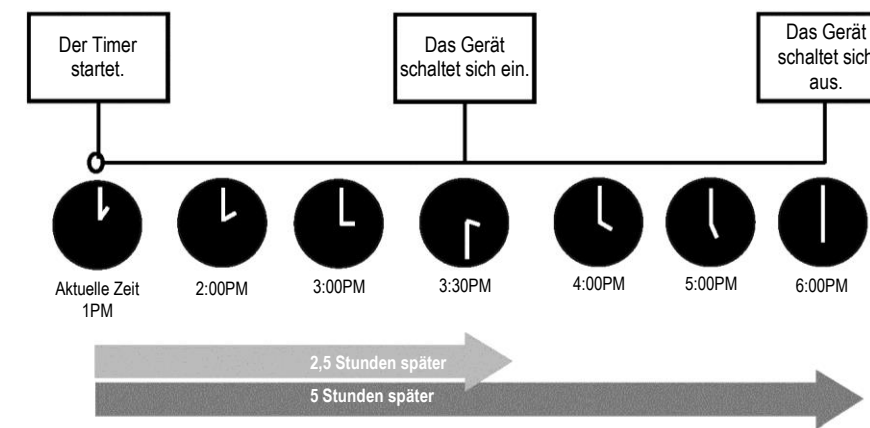 Der Timer
startet.
Das Gerät
schaltet sich ein.
Das Gerät
schaltet sich
aus.
Aktuelle Zeit
1PM
2:00PM
3:00PM
3:30PM
4:00PM
5:00PM
6:00PM
2,5 Stunden später
5 Stunden später